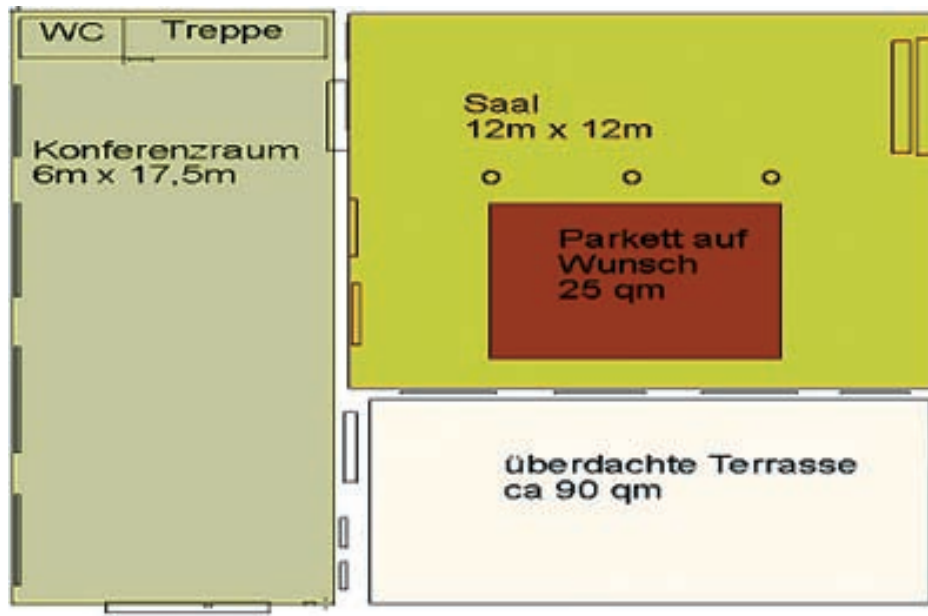 WC
Treppe
Konferenzraum
6m x 17,5m
Saal
12m x 12m
Parkett auf
Wunsch
25 qm
überdachte Terrasse
ca 90 qm